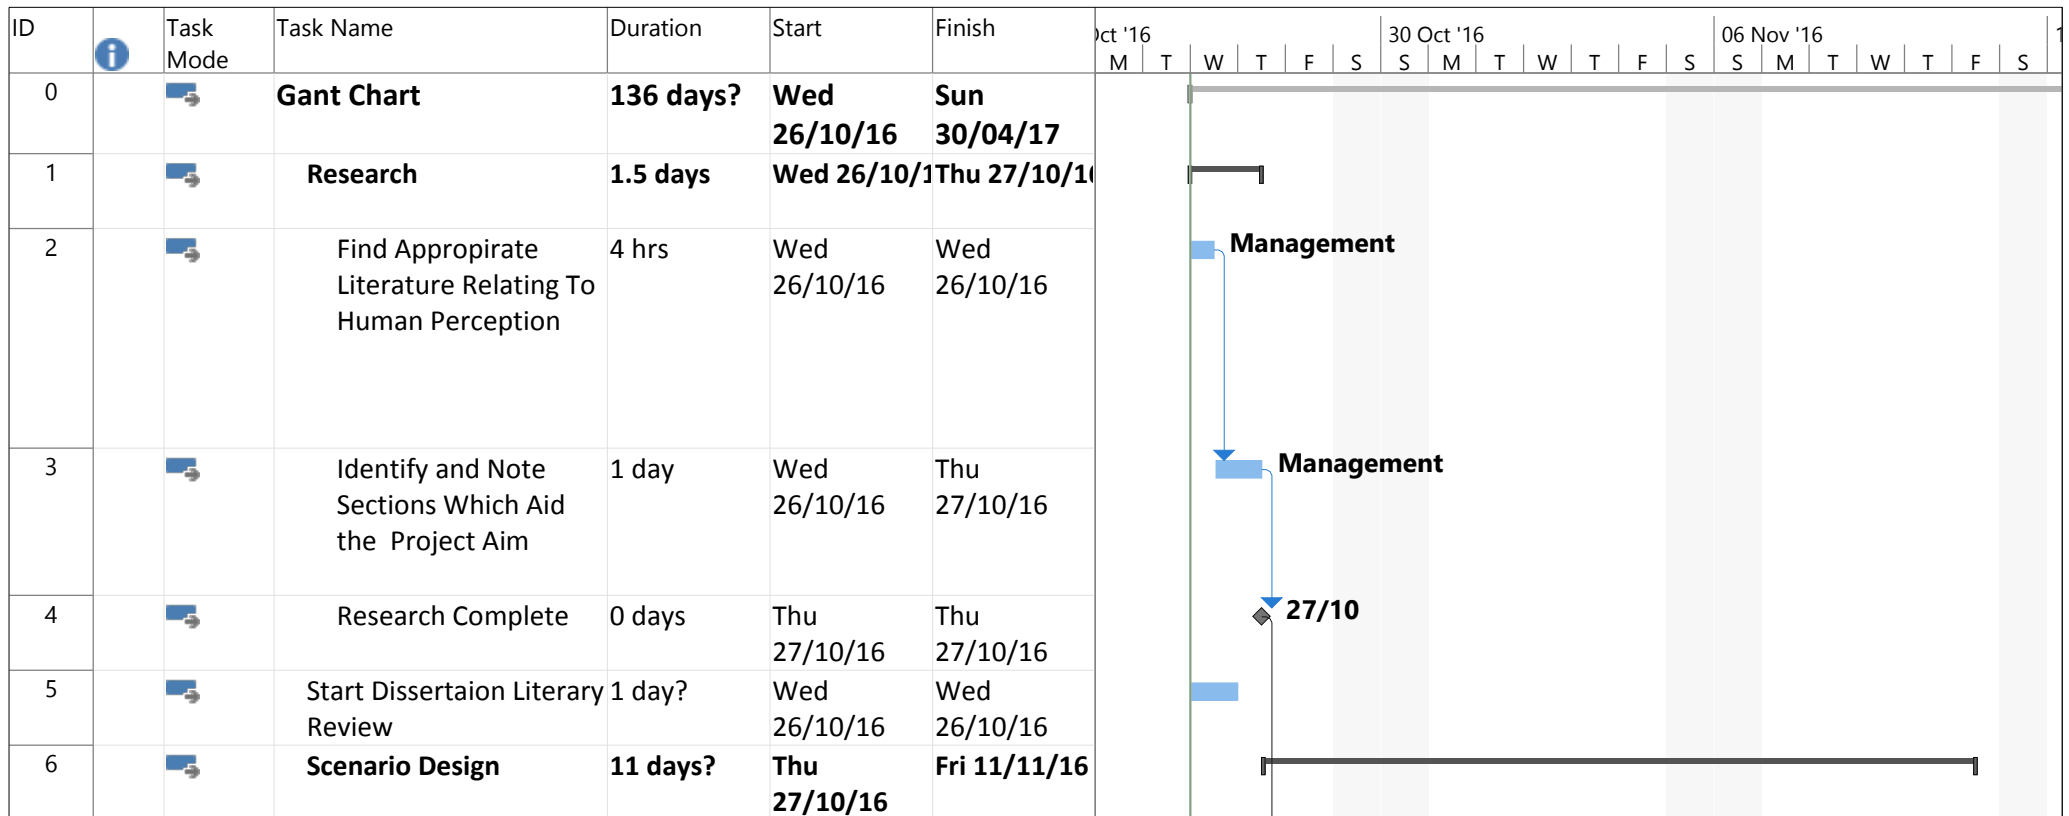 ID Task Mode Task Name Duration Start Finish
Oct '16 30 Oct '16 06 Nov '16 1
M T W T F S S M T W T F S S M T W T F S
0 Gant Chart 136 days? Wed 26/10/16 Sun 30/04/17
1 Research 1.5 days Wed 26/10/1 Thu 27/10/16
2 Find Appropirate 4 hrs Wed Wed Management
Literature Relating To 26/10/16 26/10/16
Human Perception
3 Identify and Note 1 day Wed Thu Management
Sections Which Aid 26/10/16 27/10/16
the Project Aim
4 Research Complete 0 days Thu Thu 27/10
27/10/16 27/10/16
5 Start Dissertaion Literary 1 day? Wed Wed
Review 26/10/16 26/10/16
6 Scenario Design 11 days? Thu Fri 11/11/16
27/10/16